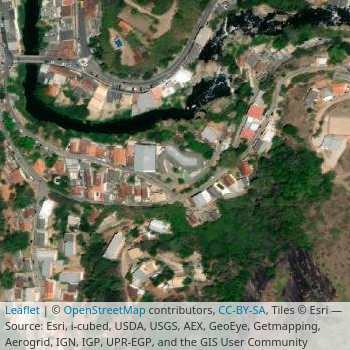 Leaflet | © OpenStreetMap contributors, CC-BY-SA, Tiles © Esri —
Source: Esri, i-cubed, USDA, USGS, AEX, GeoEye, Getmapping,
Aerogrid, IGN, IGP, UPR-EGP, and the GIS User Community